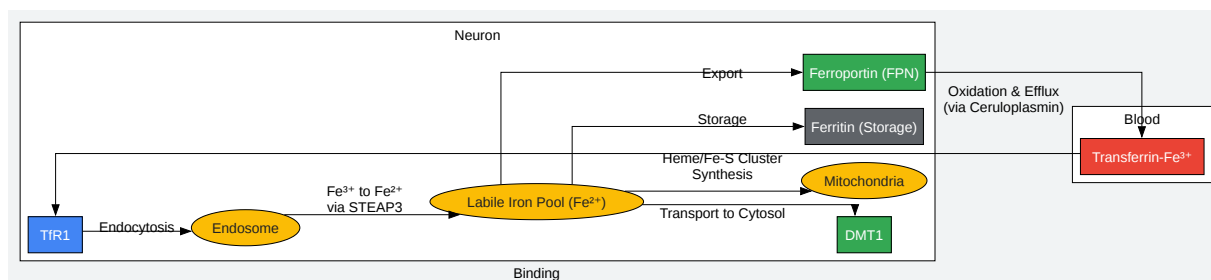 Neuron
Export
Ferroportin (FPN)
Oxidation & Efflux
(via Ceruloplasmin)
Blood
Storage
Ferritin (Storage)
Transferrin-Fe³⁺
Heme/Fe-S Cluster
Synthesis
Mitochondria
Fe³⁺ to Fe²⁺
via STEAP3
Labile Iron Pool (Fe²⁺)
Transport to Cytosol
TfR1
Endocytosis
Endosome
DMT1
Binding